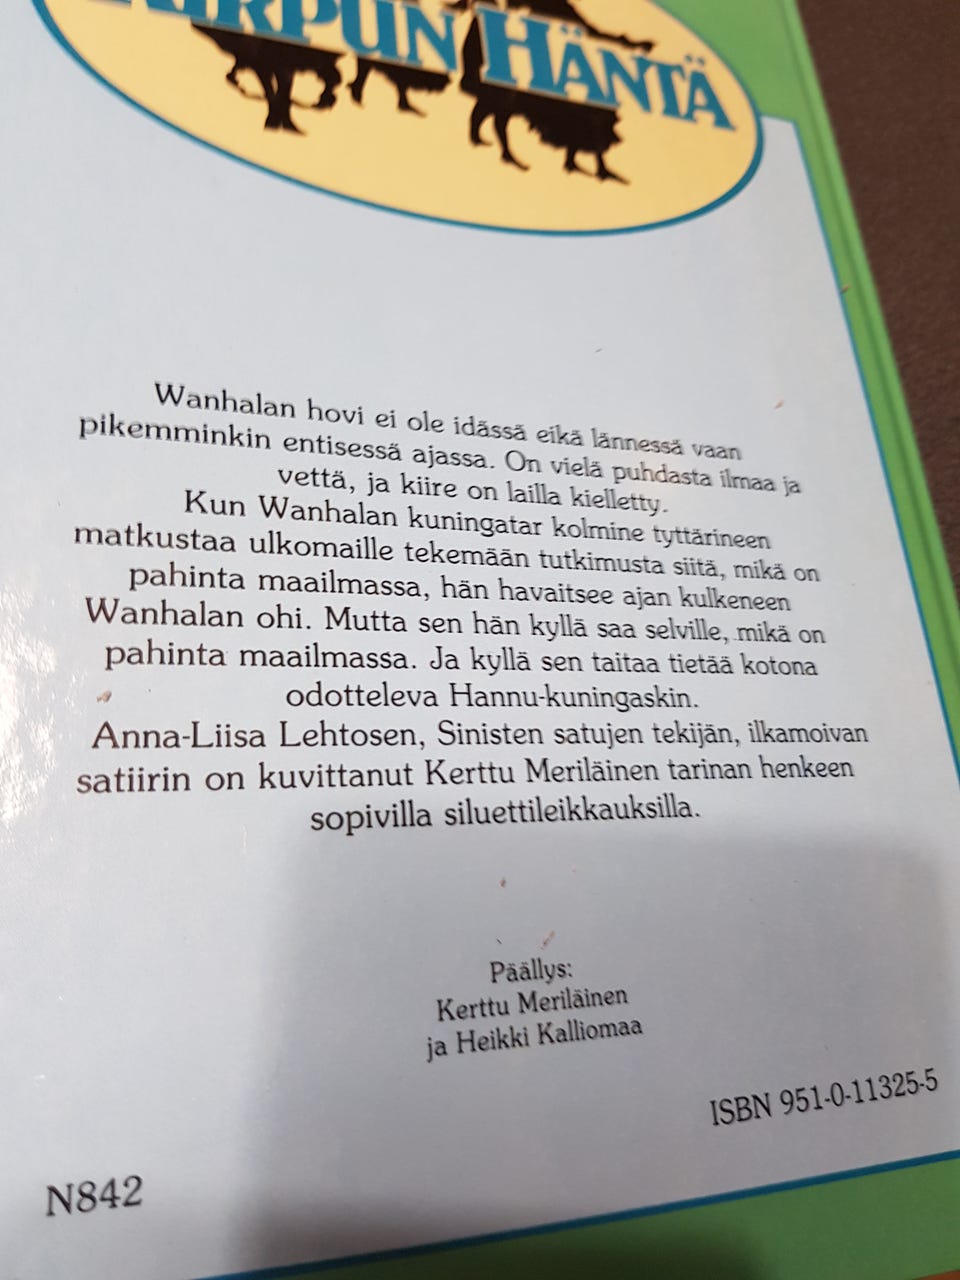 HÄNTÄ
Wanhalan hovi ei ole idässä eikä lännessä vaan
pikemminkin entisessä ajassa. On vielä puhdasta ilmaa ja
vettä, ja kiire on lailla kielletty.
Kun Wanhalan kuningatar kolmine tyttärineen
matkustaa ulkomaille tekemään tutkimusta siitä, mikä on
pahinta maailmassa, hän havaitsee ajan kulkeneen
Wanhalan ohi. Mutta sen hän kyllä saa selville, mikä on
pahinta maailmassa. Ja kyllä sen taitaa tietää kotona
odotteleva Hannu-kuningaskin.
Anna-Liisa Lehtosen, Sinisten satujen tekijän, ilkamoivan
satiirin on kuvittanut Kerttu Meriläinen tarinan henkeen
sopivilla siluettileikkauksilla.
Päällys:
Kerttu Meriläinen
ja Heikki Kalliomaa
ISBN 951-0-11325-5
N842